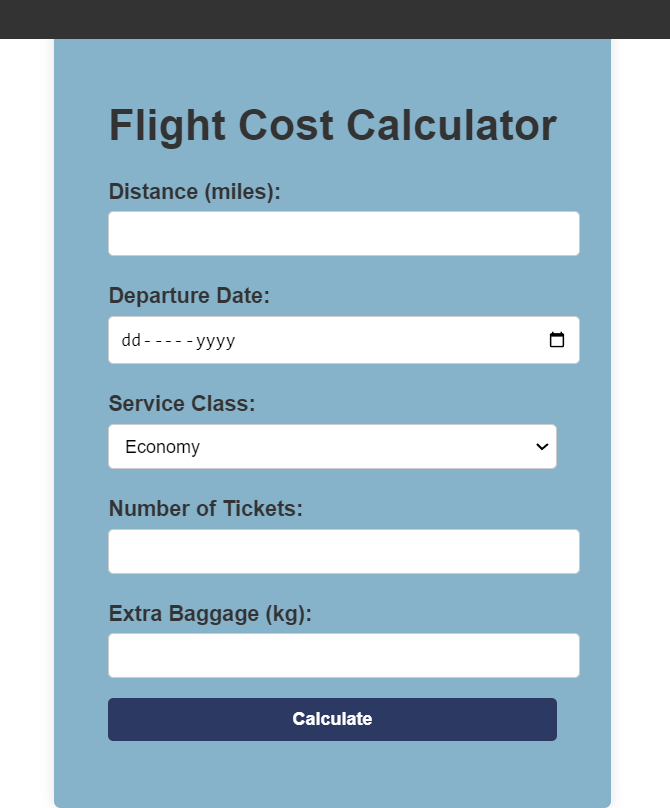 Flight Cost Calculator
Distance (miles):
Departure Date:
dd-----yyyy
Service Class:
Economy
Number of Tickets:
Extra Baggage (kg):
Calculate